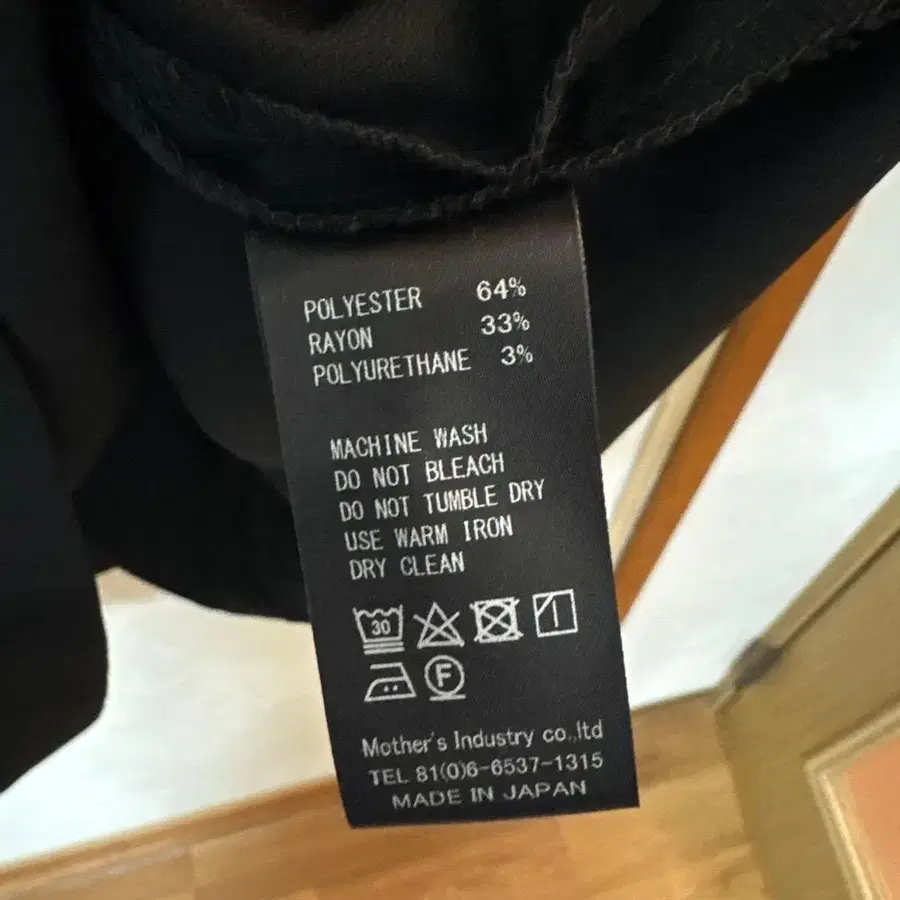 POLYESTER 64%
RAYON 33%
POLYURETHANE 3%
MACHINE WASH
DO NOT BLEACH
DO NOT TUMBLE DRY
USE WARM IRON
DRY CLEAN
30
F
Mother's Industry co.,ltd
TEL 81(0)6-6537-1315
MADE IN JAPAN